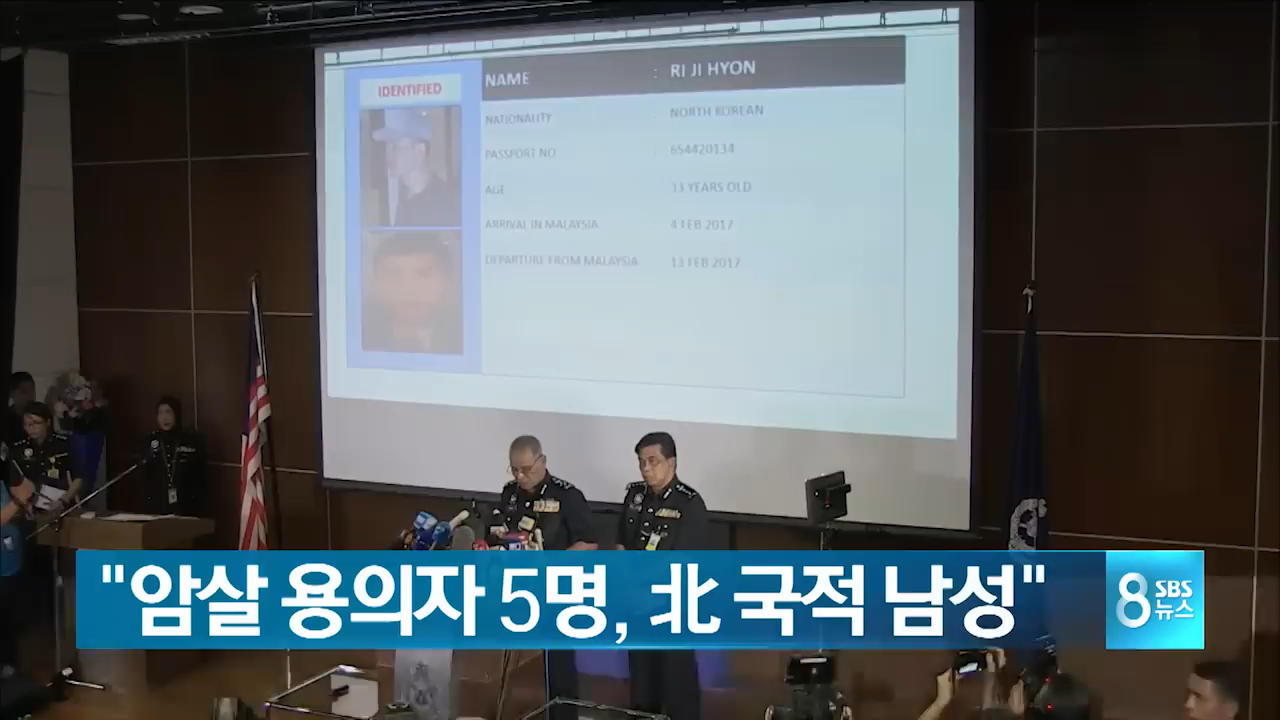 IDENTIFIED
NAME : RI JI HYON
NATIONALITY : NORTH KOREAN
PASSPORT NO : 654420134
AGE : 33 YEARS OLD
ARRIVAL IN MALAYSIA : 4 FEB 2017
DEPARTURE FROM MALAYSIA : 13 FEB 2017
"암살 용의자 5명, 北 국적 남성"
8 SBS 뉴스